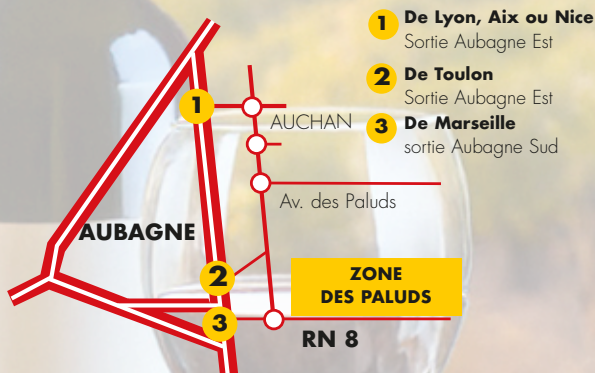 1 De Lyon, Aix ou Nice
Sortie Aubagne Est
2 De Toulon
Sortie Aubagne Est
3 De Marseille
sortie Aubagne Sud
1
AUCHAN
Av. des Paluds
AUBAGNE
2
ZONE
DES PALUDS
3
RN 8